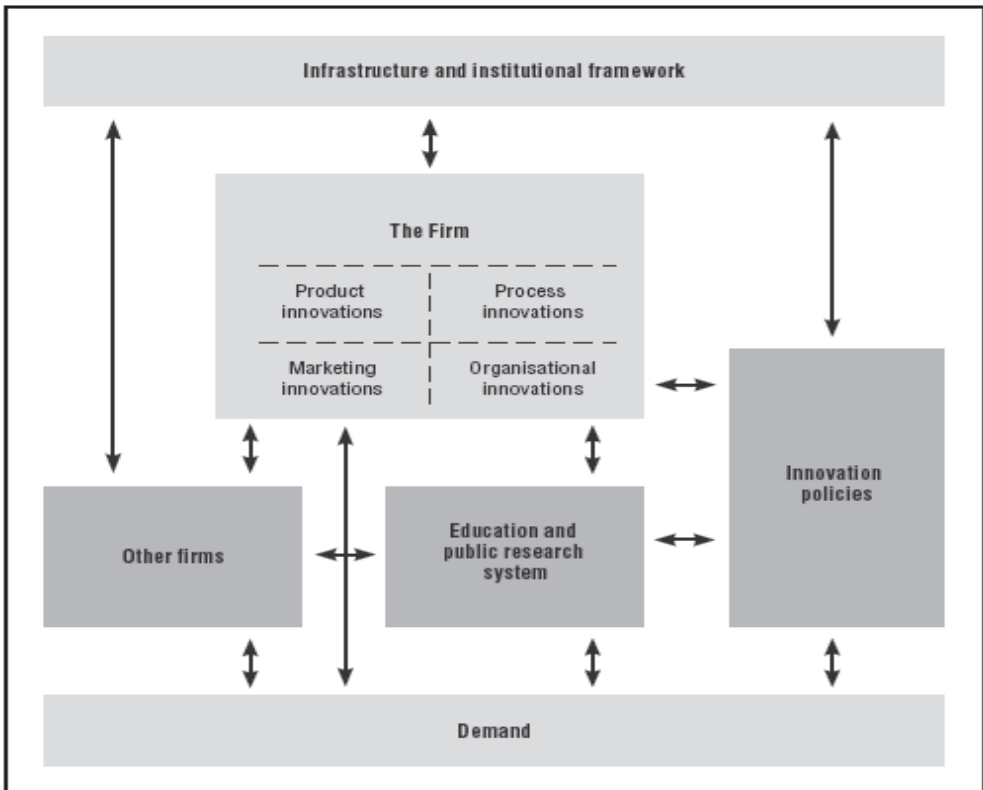 Infrastructure and institutional framework
The Firm
Product
innovations
Process
innovations
Marketing
innovations
Organisational
innovations
Innovation
policies
Other firms
Education and
public research
system
Demand